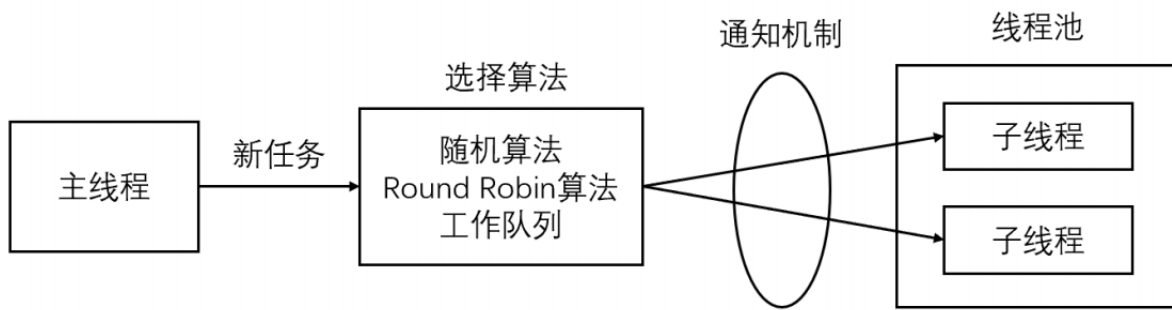 主线程
新任务
选择算法
随机算法
Round Robin算法
工作队列
通知机制
线程池
子线程
子线程